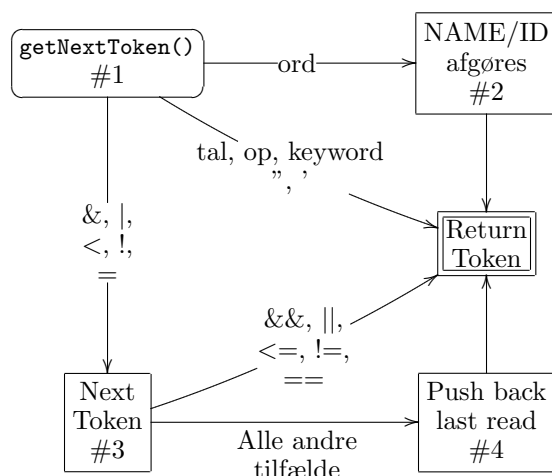 getNextToken()
#1
ord
NAME/ID
afgøres
#2
tal, op, keyword
”, ’
&, |,
<, !,
=
Return
Token
&&, ||,
<=, !=,
==
Next
Token
#3
Alle andre
tilfælde
Push back
last read
#4